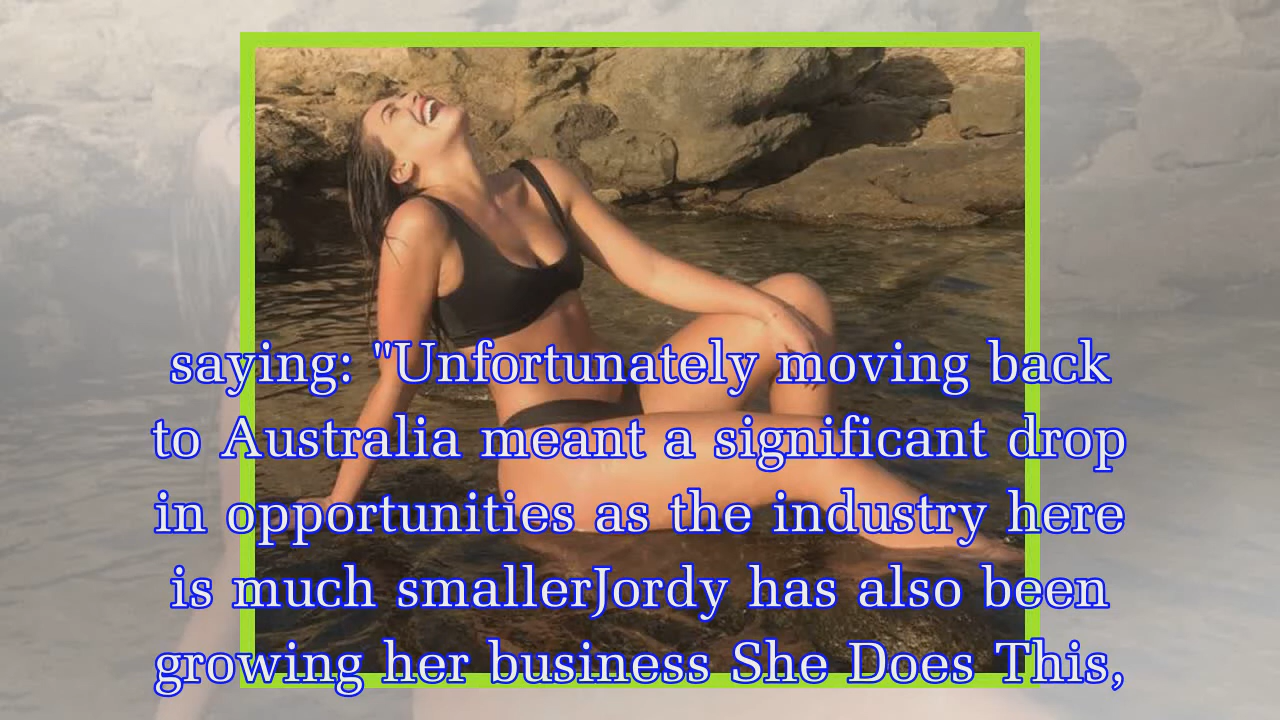 saying: "Unfortunately moving back
to Australia meant a significant drop
in opportunities as the industry here
is much smallerJordy has also been
growing her business She Does This,